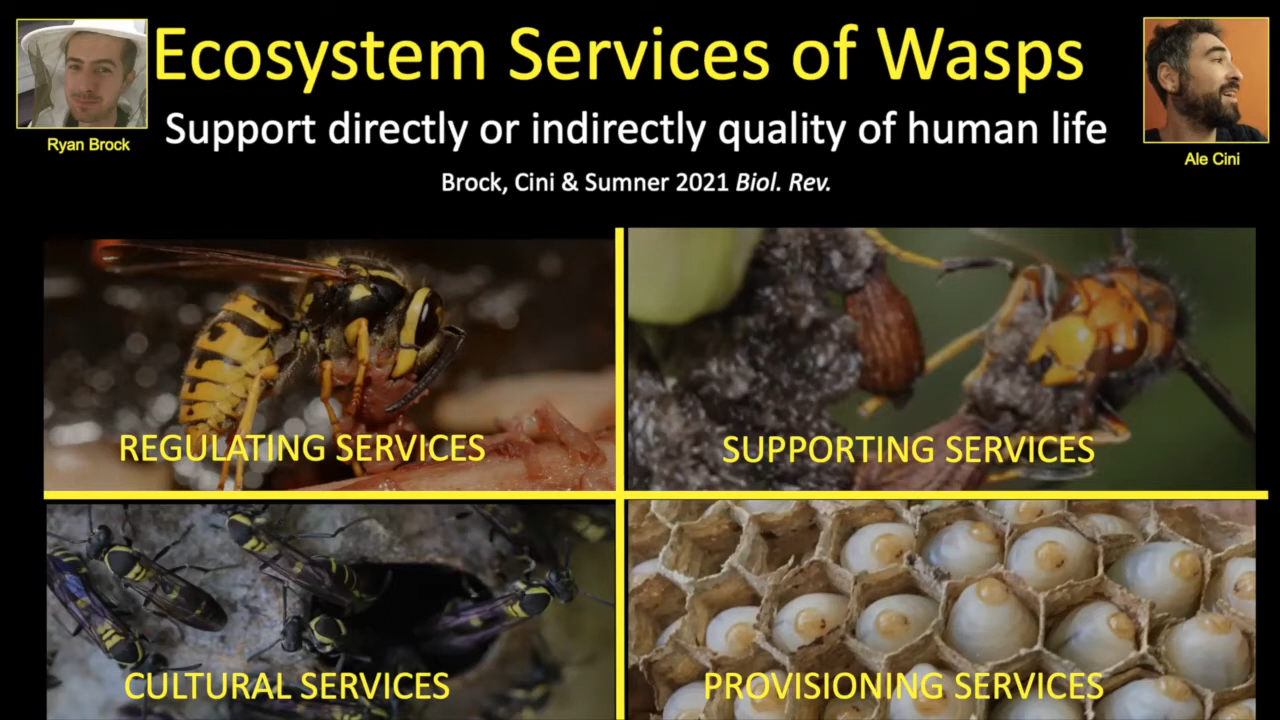 Ecosystem Services of Wasps
Support directly or indirectly quality of human life
Brock, Cini & Sumner 2021 Biol. Rev.
Ryan Brock
Ale Cini
REGULATING SERVICES
SUPPORTING SERVICES
CULTURAL SERVICES
PROVISIONING SERVICES